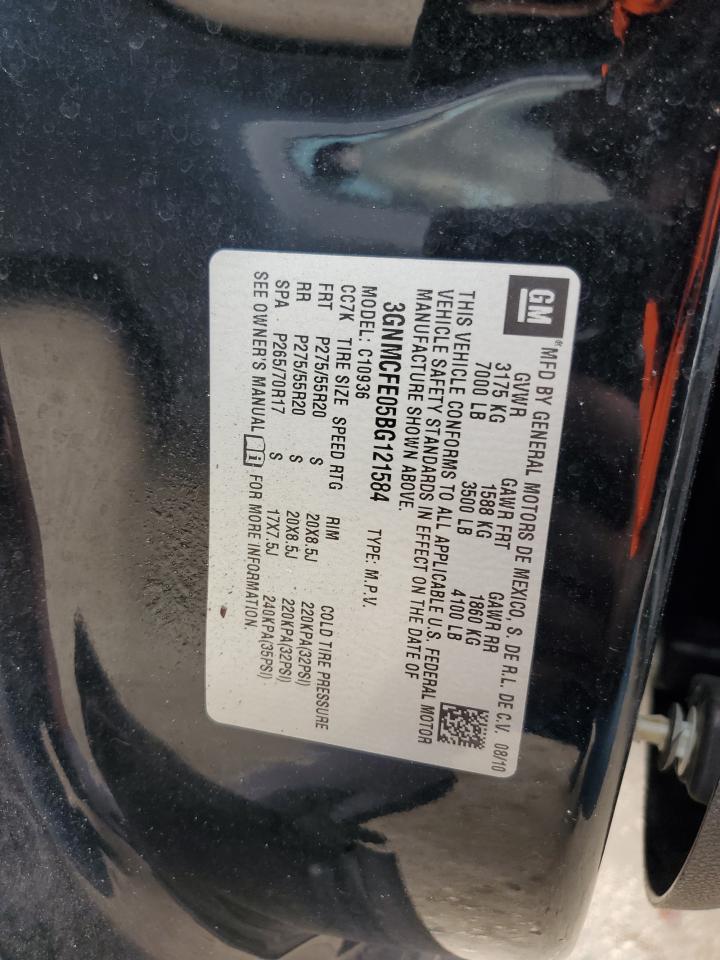 GM ® MFD BY GENERAL MOTORS DE MEXICO, S. DE R.L. DE C.V. 08/10
GVWR GAWR FRT GAWR RR
3175 KG 1588 KG 1860 KG
7000 LB 3500 LB 4100 LB
THIS VEHICLE CONFORMS TO ALL APPLICABLE U.S. FEDERAL MOTOR
VEHICLE SAFETY STANDARDS IN EFFECT ON THE DATE OF
MANUFACTURE SHOWN ABOVE.
3GNMCFE05BG121584 TYPE: M.P.V.
MODEL: C10936
CC7K TIRE SIZE SPEED RTG RIM COLD TIRE PRESSURE
FRT P275/55R20 S 20X8.5J 220KPA(32PSI)
RR P275/55R20 S 20X8.5J 220KPA(32PSI)
SPA P265/70R17 S 17X7.5J 240KPA(35PSI)
SEE OWNER'S MANUAL i FOR MORE INFORMATION.